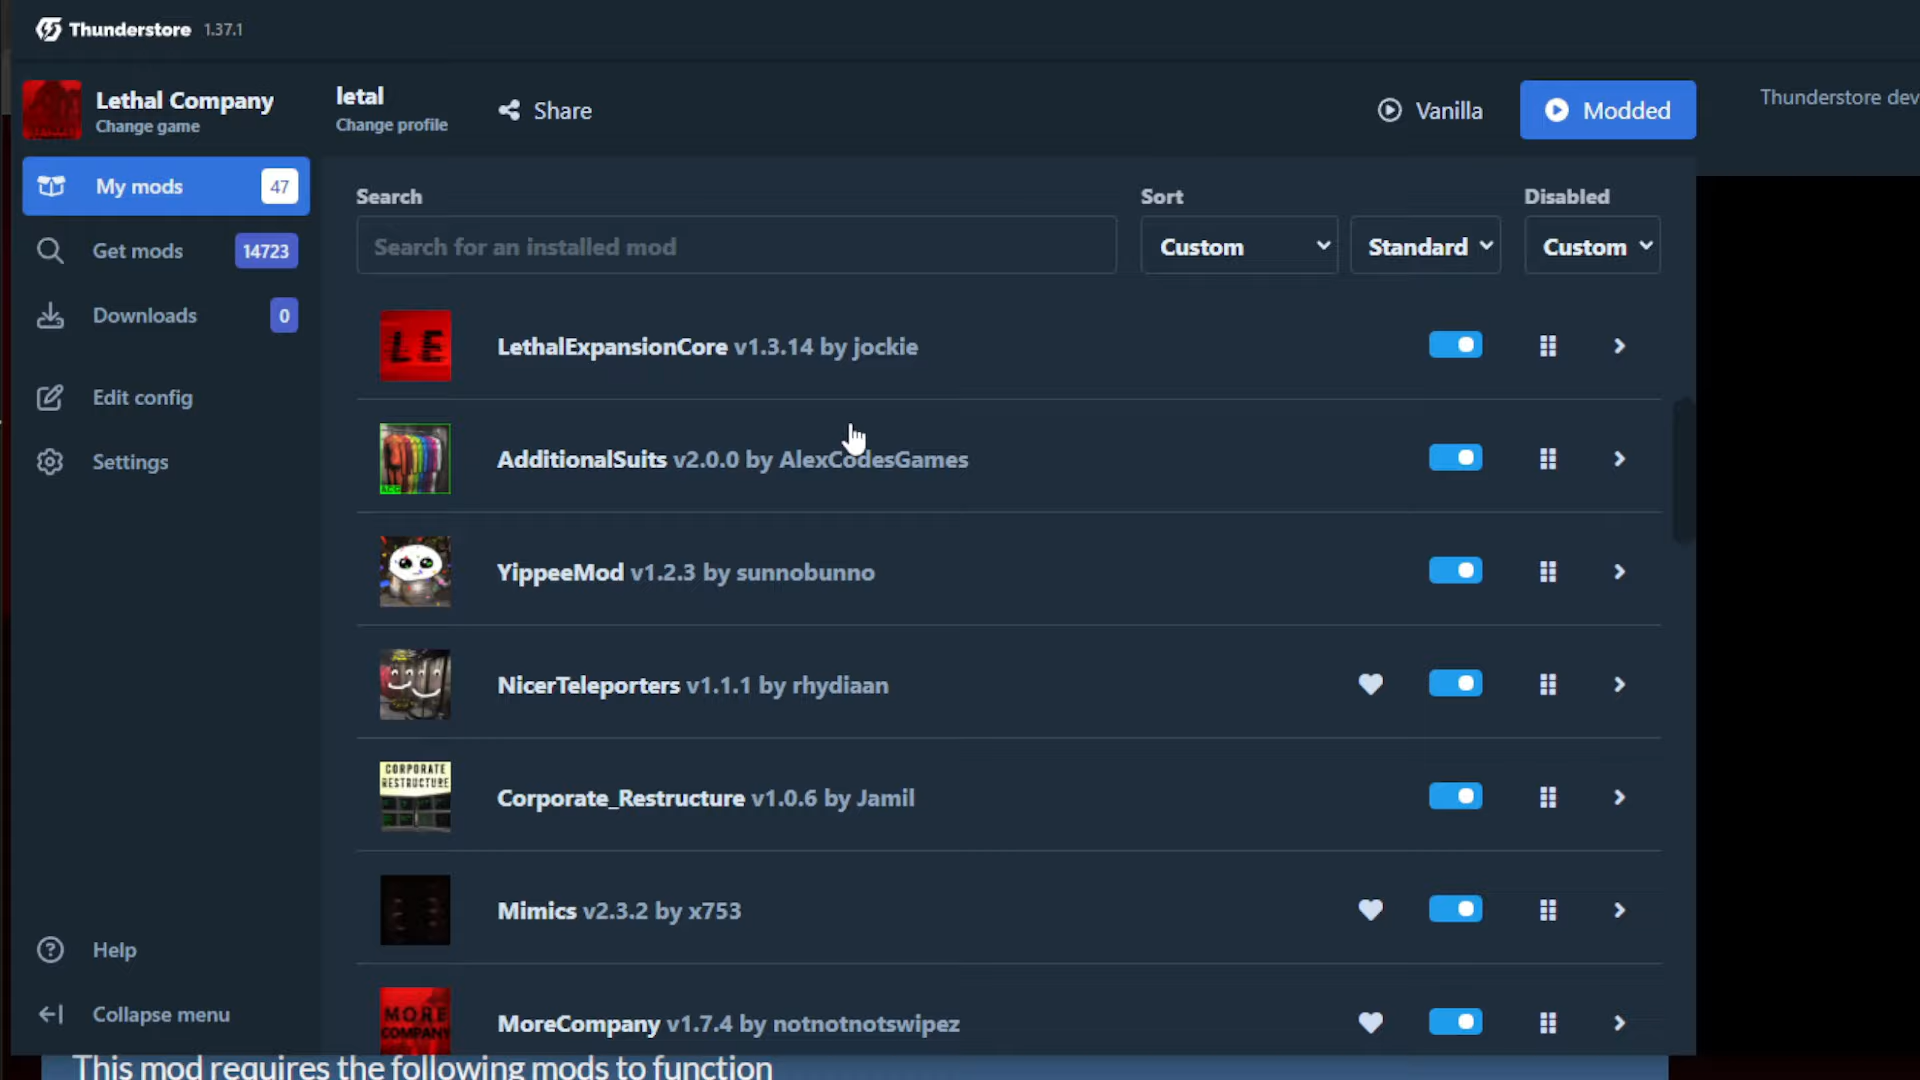 Thunderstore 1.37.1
Lethal Company
Change game
letal
Change profile
Share
Vanilla
Modded
Thunderstore dev
My mods 47
Get mods 14723
Downloads 0
Edit config
Settings
Help
Collapse menu
Search
Search for an installed mod
Sort
Custom
Standard
Disabled
Custom
LE
LethalExpansionCore v1.3.14 by jockie
ACG
AdditionalSuits v2.0.0 by AlexCodesGames
YippeeMod v1.2.3 by sunnobunno
NicerTeleporters v1.1.1 by rhydiaan
CORPORATE
RESTRUCTURE
Corporate_Restructure v1.0.6 by Jamil
Mimics v2.3.2 by x753
MORE
COMPANY
MoreCompany v1.7.4 by notnotnotswipez
This mod requires the following mods to function